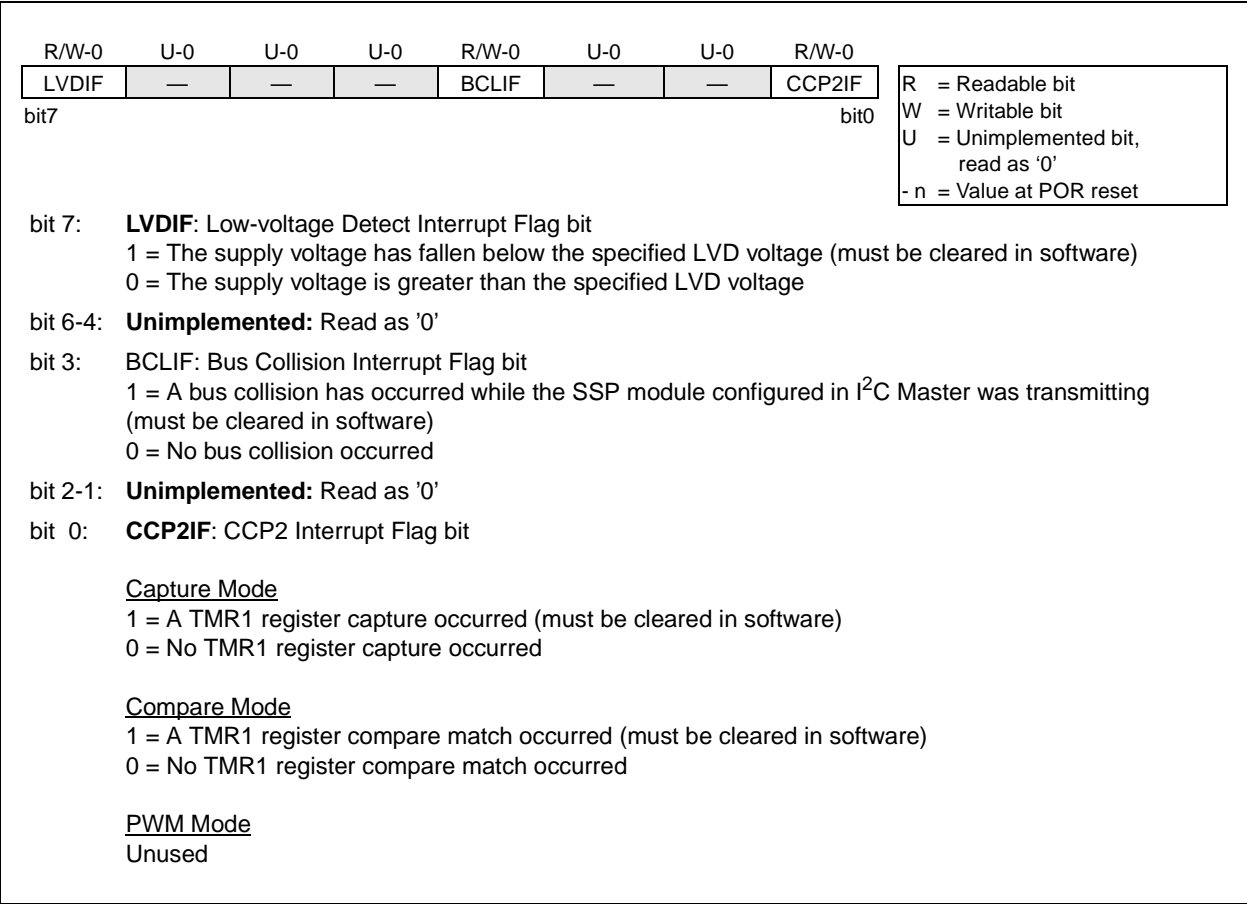 R/W-0 U-0 U-0 U-0 R/W-0 U-0 U-0 R/W-0
LVDIF — — — BCLIF — — CCP2IF
bit7 bit0
R = Readable bit
W = Writable bit
U = Unimplemented bit,
read as ‘0’
- n = Value at POR reset
bit 7: LVDIF: Low-voltage Detect Interrupt Flag bit
1 = The supply voltage has fallen below the specified LVD voltage (must be cleared in software)
0 = The supply voltage is greater than the specified LVD voltage
bit 6-4: Unimplemented: Read as '0'
bit 3: BCLIF: Bus Collision Interrupt Flag bit
1 = A bus collision has occurred while the SSP module configured in I²C Master was transmitting
(must be cleared in software)
0 = No bus collision occurred
bit 2-1: Unimplemented: Read as '0'
bit 0: CCP2IF: CCP2 Interrupt Flag bit
Capture Mode
1 = A TMR1 register capture occurred (must be cleared in software)
0 = No TMR1 register capture occurred
Compare Mode
1 = A TMR1 register compare match occurred (must be cleared in software)
0 = No TMR1 register compare match occurred
PWM Mode
Unused